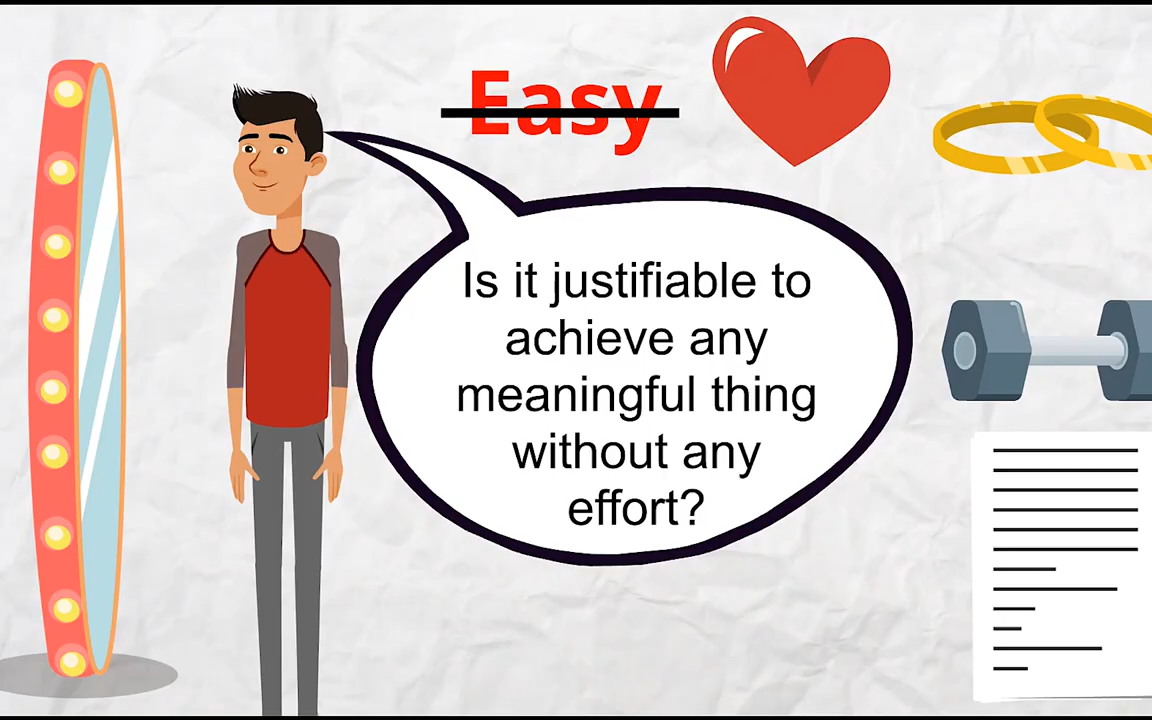 Easy
Is it justifiable to
achieve any
meaningful thing
without any
effort?